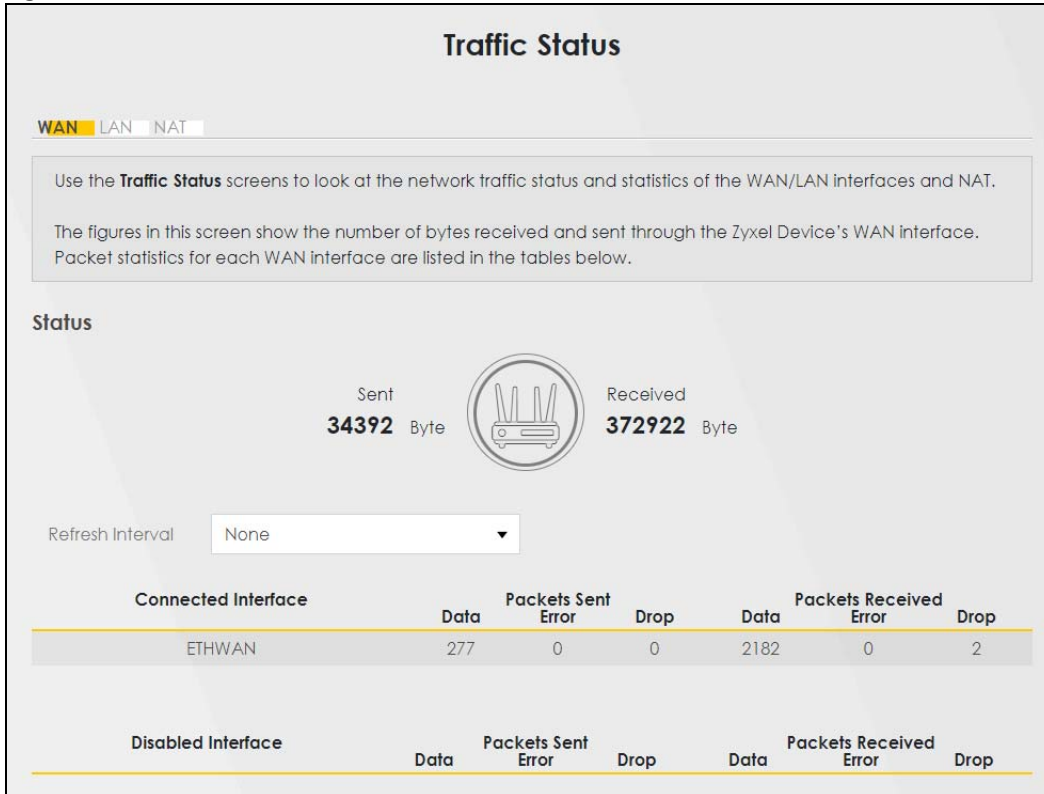 Traffic Status
WAN LAN NAT
Use the Traffic Status screens to look at the network traffic status and statistics of the WAN/LAN interfaces and NAT.
The figures in this screen show the number of bytes received and sent through the Zyxel Device's WAN interface.
Packet statistics for each WAN interface are listed in the tables below.
Status
Sent
34392 Byte
Received
372922 Byte
Refresh Interval None
Connected Interface Packets Sent Packets Received
Data Error Drop Data Error Drop
ETHWAN 277 0 0 2182 0 2
Disabled Interface Packets Sent Packets Received
Data Error Drop Data Error Drop